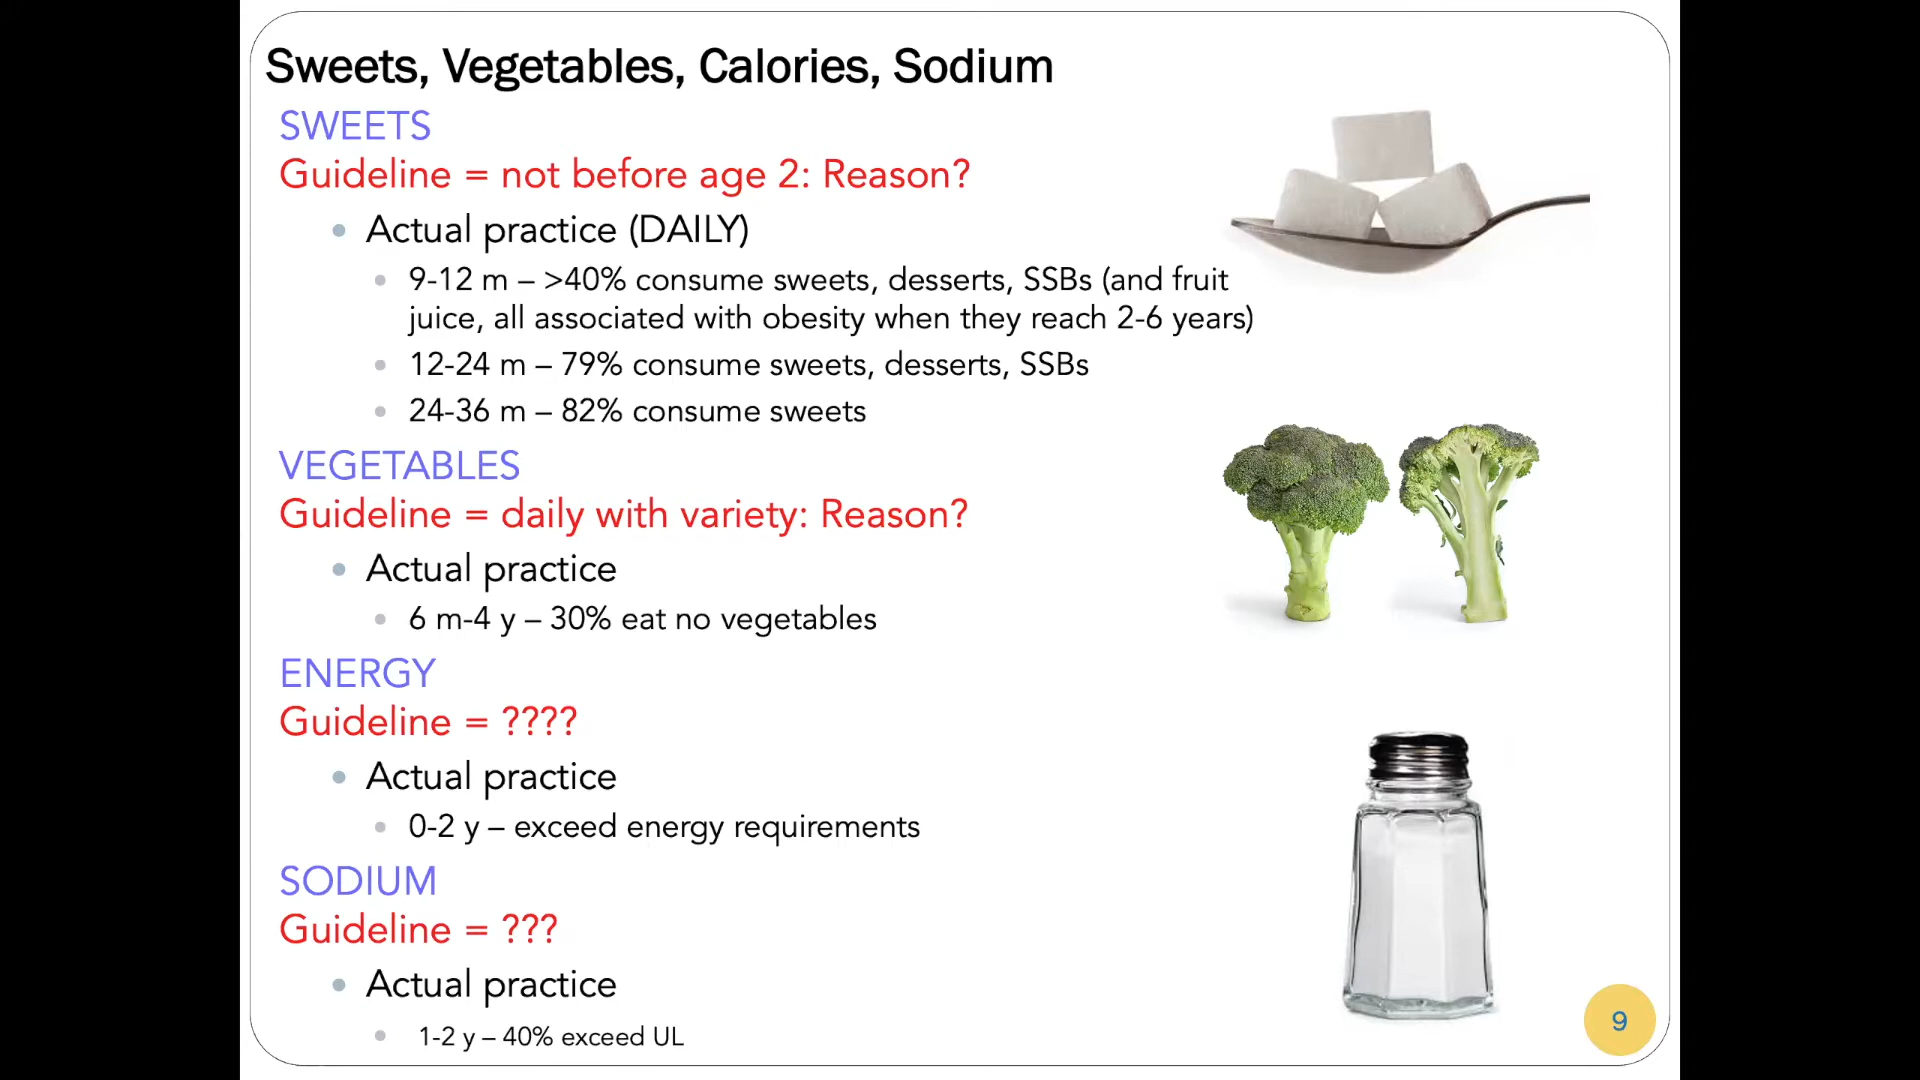 Sweets, Vegetables, Calories, Sodium
SWEETS
Guideline = not before age 2: Reason?
• Actual practice (DAILY)
• 9-12 m – >40% consume sweets, desserts, SSBs (and fruit
juice, all associated with obesity when they reach 2-6 years)
• 12-24 m – 79% consume sweets, desserts, SSBs
• 24-36 m – 82% consume sweets
VEGETABLES
Guideline = daily with variety: Reason?
• Actual practice
• 6 m-4 y – 30% eat no vegetables
ENERGY
Guideline = ????
• Actual practice
• 0-2 y – exceed energy requirements
SODIUM
Guideline = ???
• Actual practice
• 1-2 y – 40% exceed UL
9